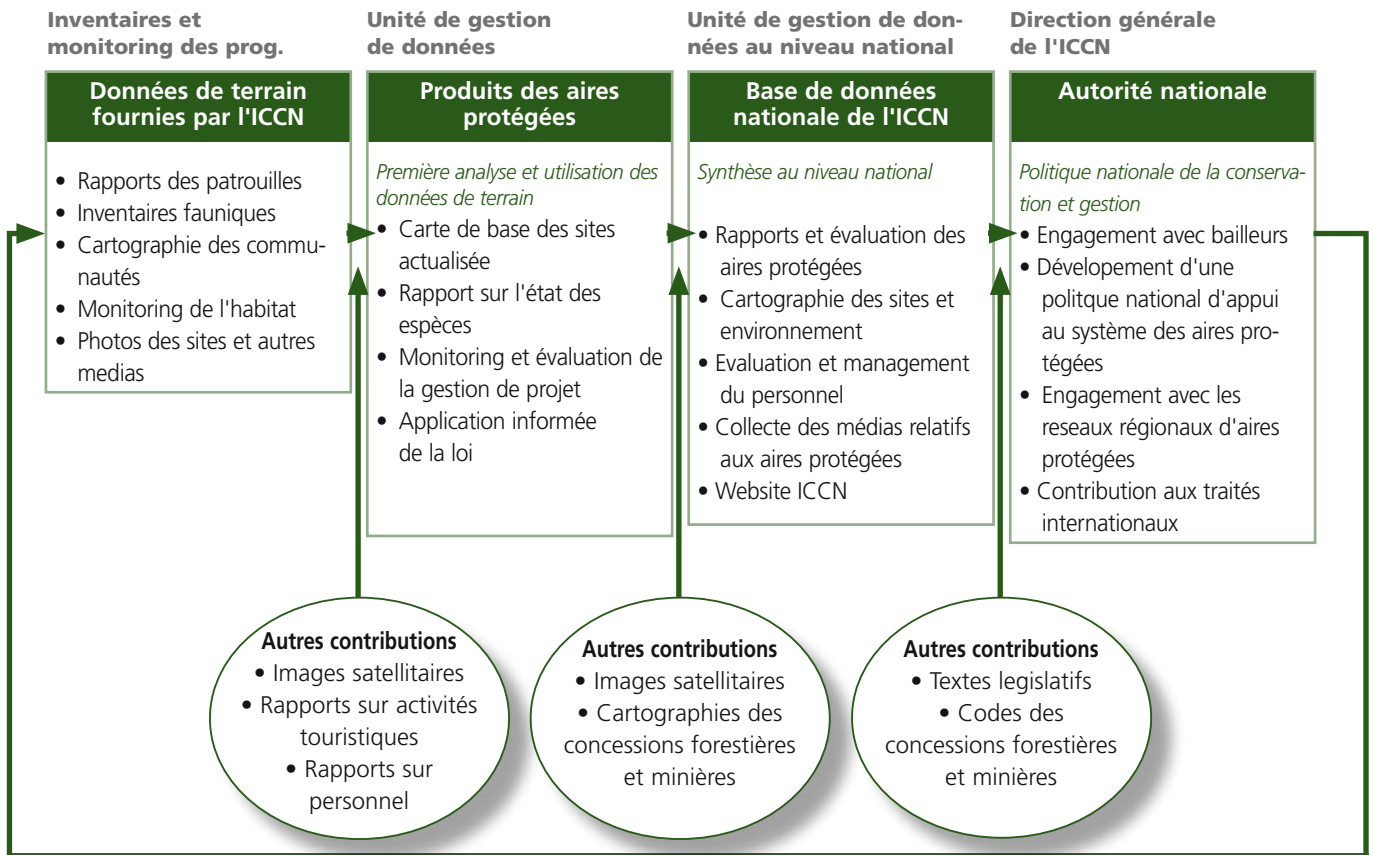 Inventaires et
monitoring des prog.
Données de terrain
fournies par l'ICCN
• Rapports des patrouilles
• Inventaires fauniques
• Cartographie des commu-
nautés
• Monitoring de l'habitat
• Photos des sites et autres
medias
Unité de gestion
de données
Produits des aires
protégées
Première analyse et utilisation des
données de terrain
• Carte de base des sites
actualisée
• Rapport sur l'état des
espèces
• Monitoring et évaluation de
la gestion de projet
• Application informée
de la loi
Unité de gestion de don-
nées au niveau national
Base de données
nationale de l'ICCN
Synthèse au niveau national
• Rapports et évaluation des
aires protégées
• Cartographie des sites et
environnement
• Evaluation et management
du personnel
• Collecte des médias relatifs
aux aires protégées
• Website ICCN
Direction générale
de l'ICCN
Autorité nationale
Politique nationale de la conserva-
tion et gestion
• Engagement avec bailleurs
• Dévelopement d'une
politque national d'appui
au système des aires pro-
tégées
• Engagement avec les
reseaux régionaux d'aires
protégées
• Contribution aux traités
internationaux
Autres contributions
• Images satellitaires
• Rapports sur activités
touristiques
• Rapports sur
personnel
Autres contributions
• Images satellitaires
• Cartographies des
concessions forestières
et minières
Autres contributions
• Textes legislatifs
• Codes des
concessions forestières
et minières